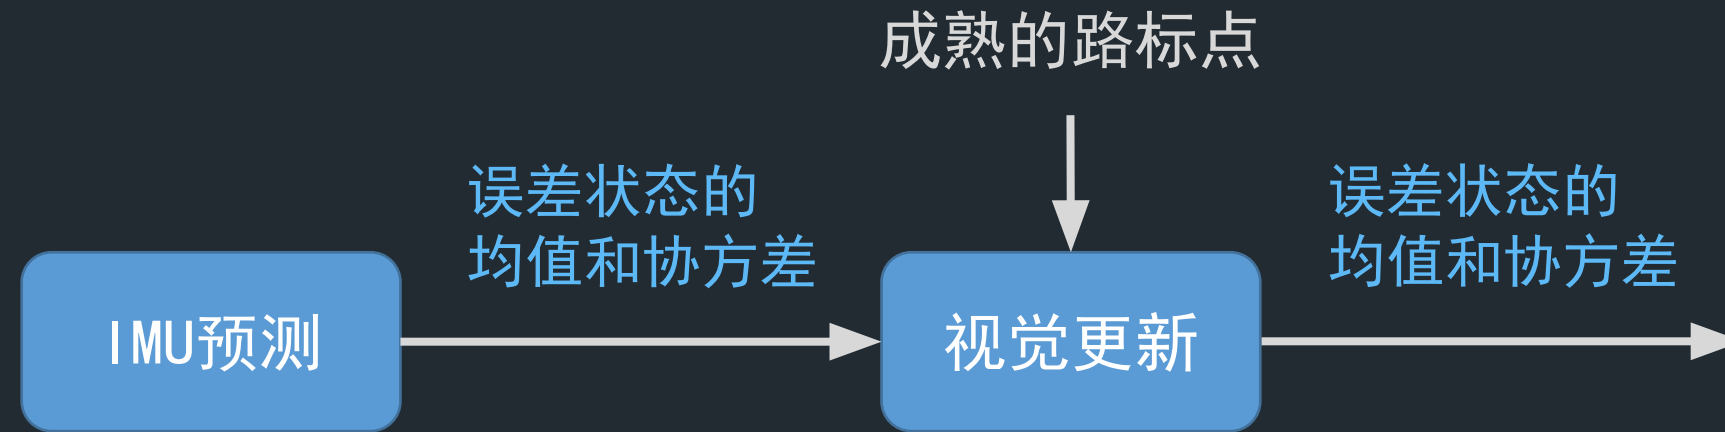 成熟的路标点
误差状态的
均值和协方差
误差状态的
均值和协方差
IMU预测
视觉更新